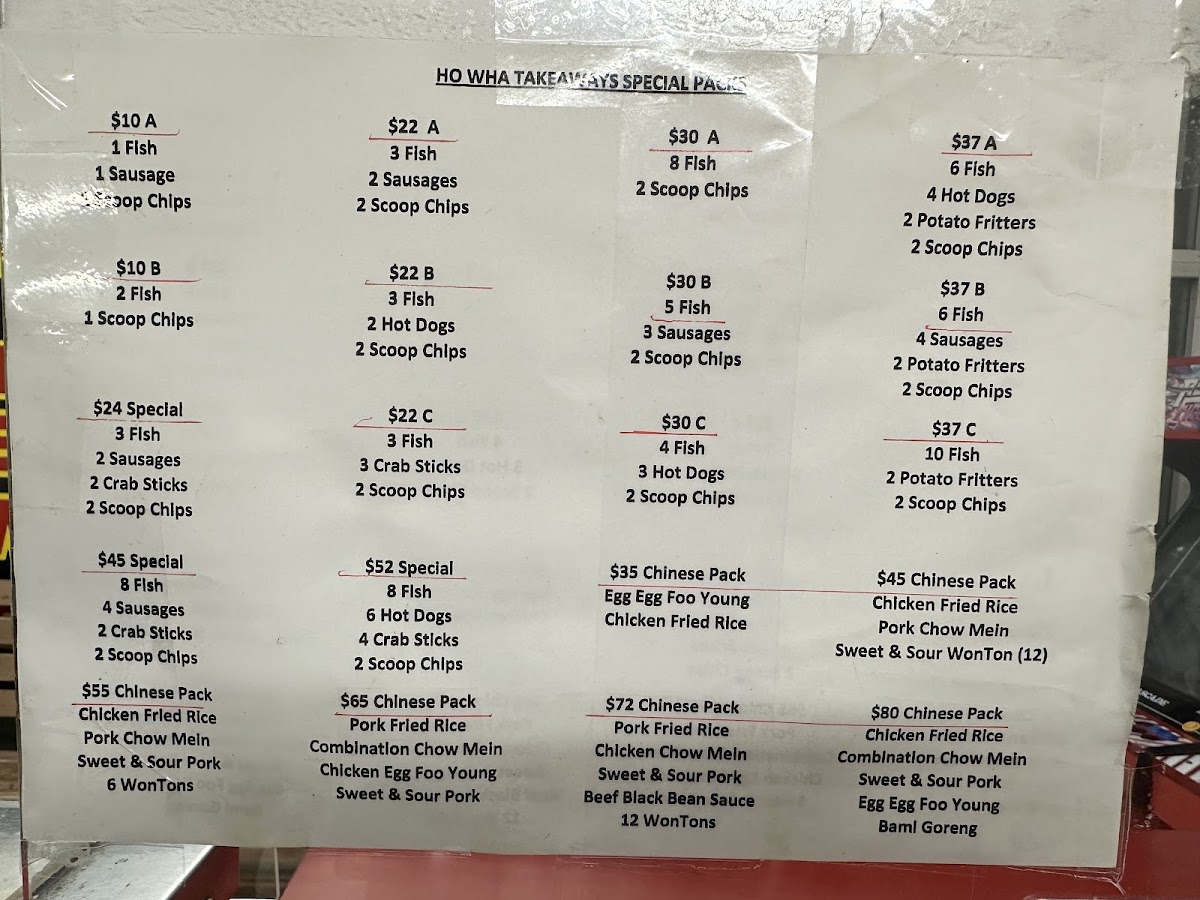 HO WHA TAKEAWAYS SPECIAL PACKS
$10 A
1 Fish
1 Sausage
Scoop Chips
$22 A
3 Fish
2 Sausages
2 Scoop Chips
$30 A
8 Fish
2 Scoop Chips
$37 A
6 Fish
4 Hot Dogs
2 Potato Fritters
2 Scoop Chips
$10 B
2 Fish
1 Scoop Chips
$22 B
3 Fish
2 Hot Dogs
2 Scoop Chips
$30 B
5 Fish
3 Sausages
2 Scoop Chips
$37 B
6 Fish
4 Sausages
2 Potato Fritters
2 Scoop Chips
$24 Special
3 Fish
2 Sausages
2 Crab Sticks
2 Scoop Chips
$22 C
3 Fish
3 Crab Sticks
2 Scoop Chips
$30 C
4 Fish
3 Hot Dogs
2 Scoop Chips
$37 C
10 Fish
2 Potato Fritters
2 Scoop Chips
$45 Special
8 Fish
4 Sausages
2 Crab Sticks
2 Scoop Chips
$52 Special
8 Fish
6 Hot Dogs
4 Crab Sticks
2 Scoop Chips
$35 Chinese Pack
Egg Egg Foo Young
Chicken Fried Rice
$45 Chinese Pack
Chicken Fried Rice
Pork Chow Mein
Sweet & Sour WonTon (12)
$55 Chinese Pack
Chicken Fried Rice
Pork Chow Mein
Sweet & Sour Pork
6 WonTons
$65 Chinese Pack
Pork Fried Rice
Combination Chow Mein
Chicken Egg Foo Young
Sweet & Sour Pork
$72 Chinese Pack
Pork Fried Rice
Chicken Chow Mein
Sweet & Sour Pork
Beef Black Bean Sauce
12 WonTons
$80 Chinese Pack
Chicken Fried Rice
Combination Chow Mein
Sweet & Sour Pork
Egg Egg Foo Young
Bami Goreng